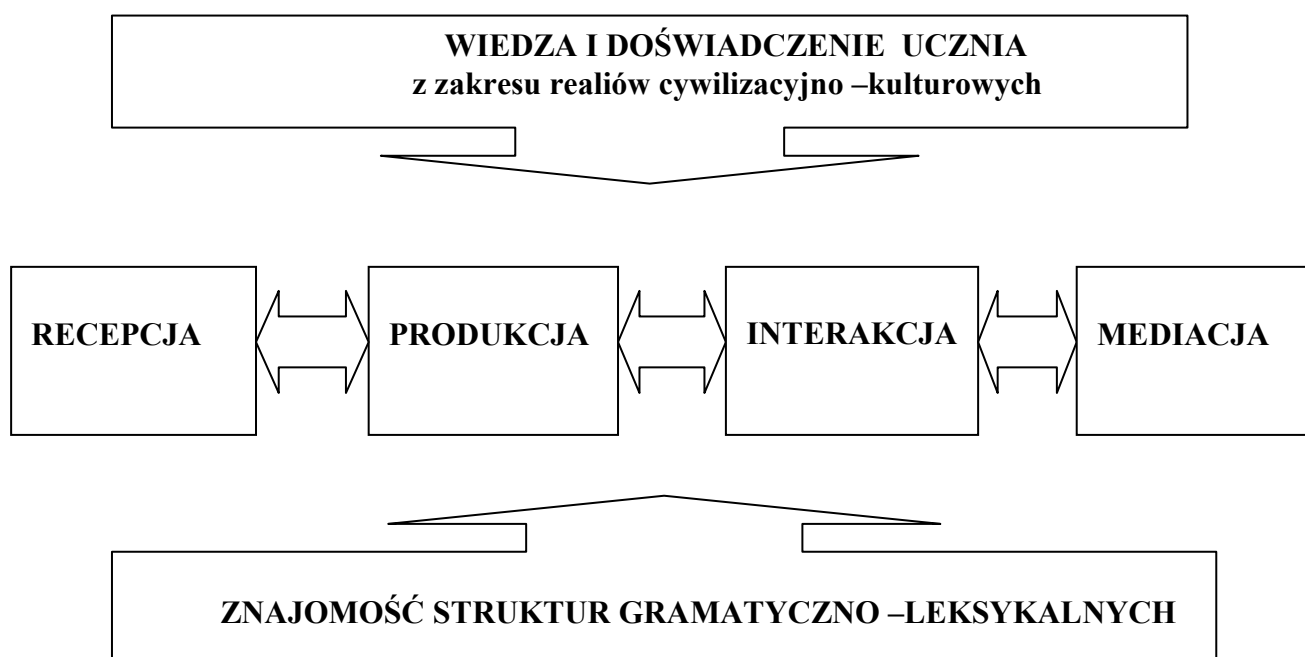 WIEDZA I DOŚWIADCZENIE UCZNIA
z zakresu realiów cywilizacyjno –kulturowych
RECEPCJA
PRODUKCJA
INTERAKCJA
MEDIACJA
ZNAJOMOŚĆ STRUKTUR GRAMATYCZNO –LEKSYKALNYCH